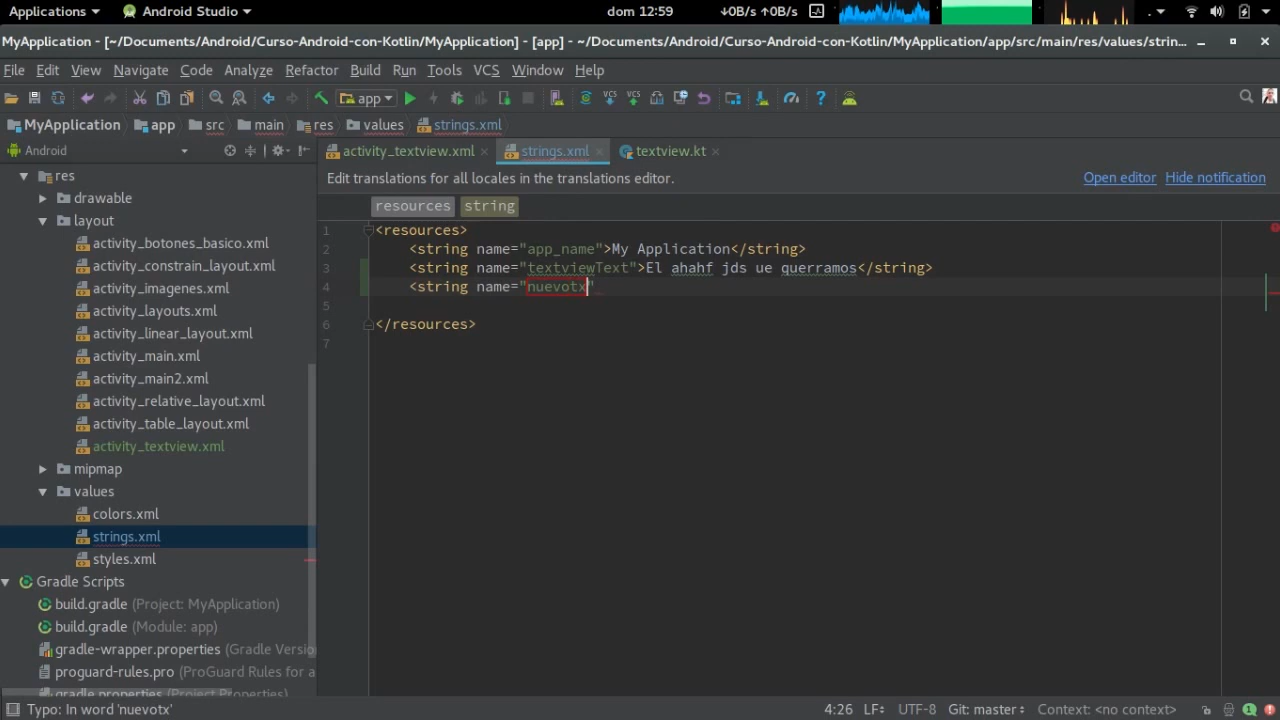 Applications Android Studio dom 12:59 ↓0B/s ↑0B/s
MyApplication - [~/Documents/Android/Curso-Android-con-Kotlin/MyApplication] - [app] - ~/Documents/Android/Curso-Android-con-Kotlin/MyApplication/app/src/main/res/values/strin...
File Edit View Navigate Code Analyze Refactor Build Run Tools VCS Window Help
app
MyApplication app src main res values strings.xml
Android
activity_textview.xml strings.xml textview.kt
Edit translations for all locales in the translations editor. Open editor Hide notification
resources string
res
drawable
layout
activity_botones_basico.xml
activity_constrain_layout.xml
activity_imagenes.xml
activity_layouts.xml
activity_linear_layout.xml
activity_main.xml
activity_main2.xml
activity_relative_layout.xml
activity_table_layout.xml
activity_textview.xml
mipmap
values
colors.xml
strings.xml
styles.xml
Gradle Scripts
build.gradle (Project: MyApplication)
build.gradle (Module: app)
gradle-wrapper.properties (Gradle Versio
proguard-rules.pro (ProGuard Rules for a
gradle.properties (Project Properties)
1 <resources>
2 <string name="app_name">My Application</string>
3 <string name="textviewText">El ahahf jds ue querramos</string>
4 <string name="nuevotx"
5
6 </resources>
7
Typo: In word 'nuevotx' 4:26 LF UTF-8 Git: master Context: <no context> 1